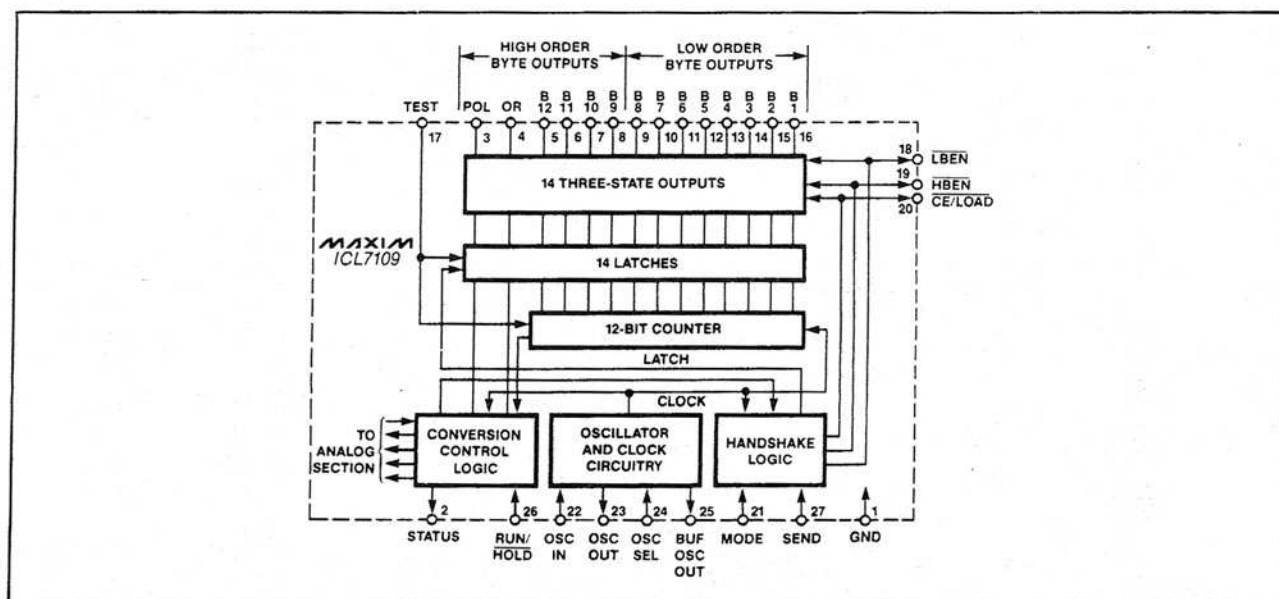 HIGH ORDER
BYTE OUTPUTS
LOW ORDER
BYTE OUTPUTS
TEST
POL
OR
B
12
B
11
B
10
B
9
B
8
B
7
B
6
B
5
B
4
B
3
B
2
B
1
17
3
4
5
6
7
8
9
10
11
12
13
14
15
16
14 THREE-STATE OUTPUTS
18
LBEN
19
HBEN
CE/LOAD
20
MAXIM
ICL7109
14 LATCHES
12-BIT COUNTER
LATCH
CLOCK
TO
ANALOG
SECTION
CONVERSION
CONTROL
LOGIC
OSCILLATOR
AND CLOCK
CIRCUITRY
HANDSHAKE
LOGIC
2
26
22
23
24
25
21
27
1
STATUS
RUN/
HOLD
OSC
IN
OSC
OUT
OSC
SEL
BUF
OSC
OUT
MODE
SEND
GND